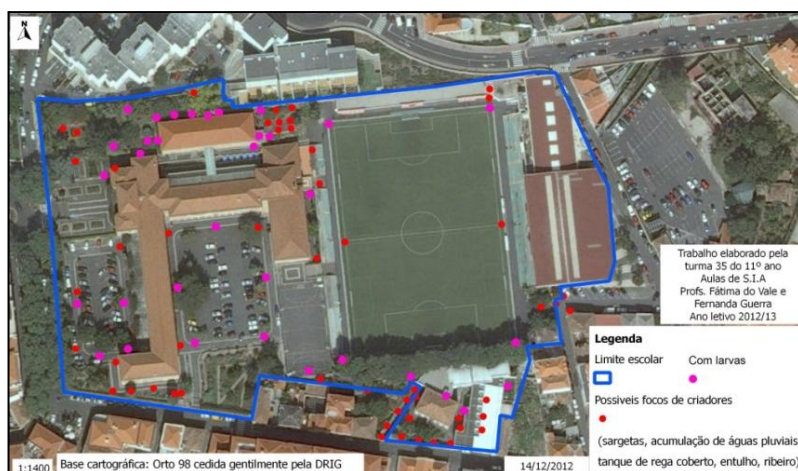 N
Trabalho elaborado pela
turma 35 do 11º ano
Aulas de S.I.A
Profs. Fátima do Vale e
Fernanda Guerra
Ano letivo 2012/13
Legenda
Limite escolar
Com larvas
Possiveis focos de criadores
(sargetas, acumulação de águas pluviais
tanque de rega coberto, entulho, ribeiro)
1:1400
Base cartográfica: Orto 98 cedida gentilmente pela DRIG
14/12/2012